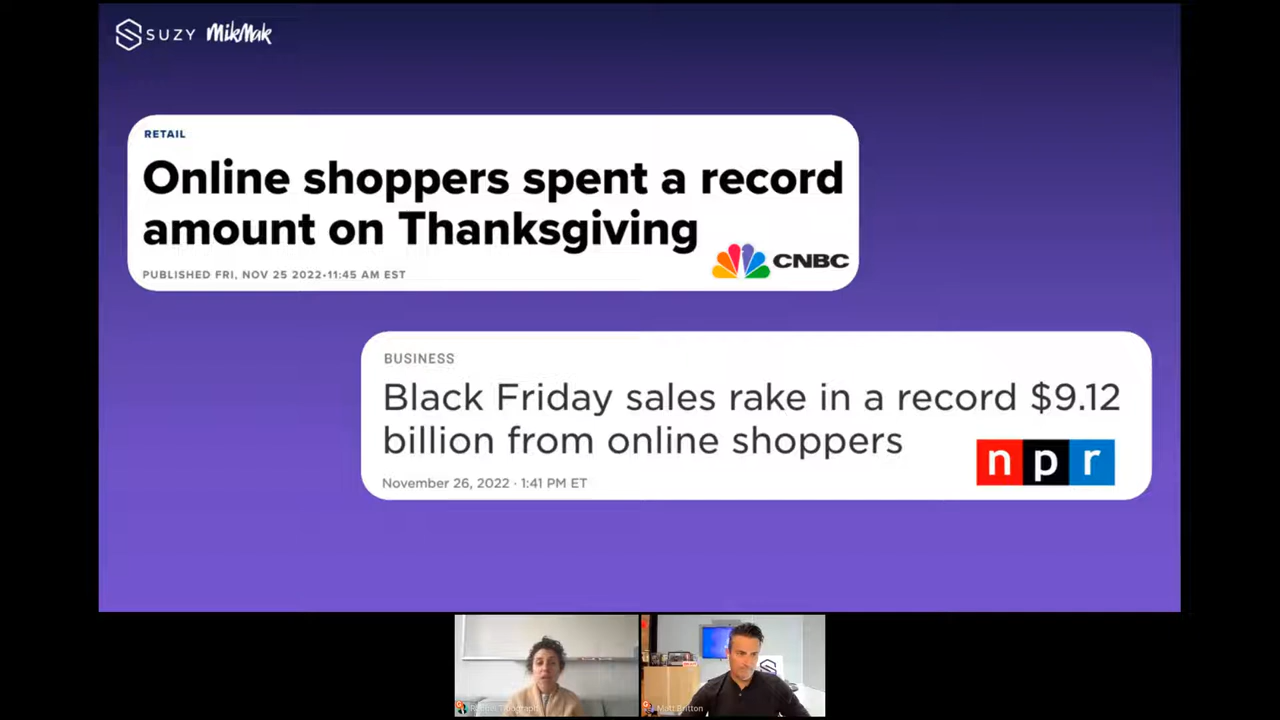 SUZY MikMak
RETAIL
Online shoppers spent a record
amount on Thanksgiving
CNBC
PUBLISHED FRI, NOV 25 2022•11:45 AM EST
BUSINESS
Black Friday sales rake in a record $9.12
billion from online shoppers
npr
November 26, 2022 · 1:41 PM ET
Matt Britton